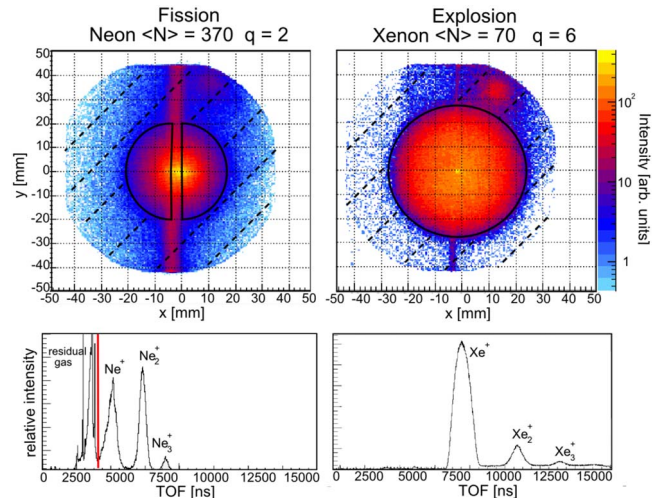 Fission
Neon <N> = 370 q = 2
Explosion
Xenon <N> = 70 q = 6
50
40
30
20
10
0
-10
-20
-30
-40
-50
y [mm]
-50 -40 -30 -20 -10 0 10 20 30 40 50
x [mm]
-50 -40 -30 -20 -10 0 10 20 30 40 50
x [mm]
10²
10
1
Intensity [arb. units]
relative intensity
residual
gas
Ne⁺
Ne₂⁺
Ne₃⁺
0 2500 5000 7500 10000 15000
TOF [ns]
Xe⁺
Xe₂⁺
Xe₃⁺
0 2500 5000 7500 10000 12500 15000
TOF [ns]